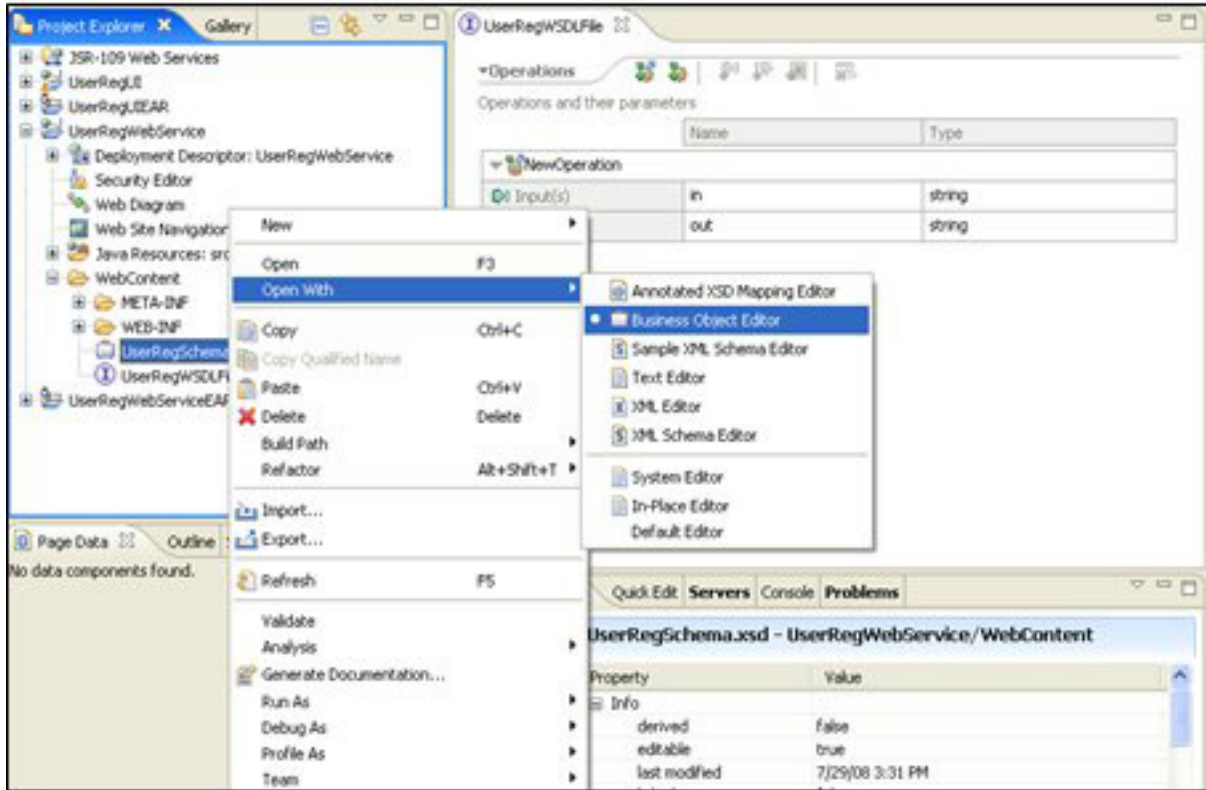 Project Explorer Gallery
JSR-109 Web Services
UserRegUI
UserRegUIEAR
UserRegWebService
Deployment Descriptor: UserRegWebService
Security Editor
Web Diagram
Web Site Navigation
Java Resources: src
WebContent
META-INF
WEB-INF
UserRegSchema
UserRegWSDLFi
UserRegWebServiceEAR
Page Data Outline
No data components found.
New
Open F3
Open With
Copy Ctrl+C
Copy Qualified Name
Paste Ctrl+V
Delete Delete
Build Path
Refactor Alt+Shift+T
Import...
Export...
Refresh F5
Validate
Analysis
Generate Documentation...
Run As
Debug As
Profile As
Team
Annotated XSD Mapping Editor
Business Object Editor
Sample XML Schema Editor
Text Editor
XML Editor
XML Schema Editor
System Editor
In-Place Editor
Default Editor
UserRegWSDLFile
Operations
Operations and their parameters
Name Type
NewOperation
Input(s) in string
out string
Quick Edit Servers Console Problems
UserRegSchema.xsd - UserRegWebService/WebContent
Property Value
Info
derived false
editable true
last modified 7/29/08 3:31 PM